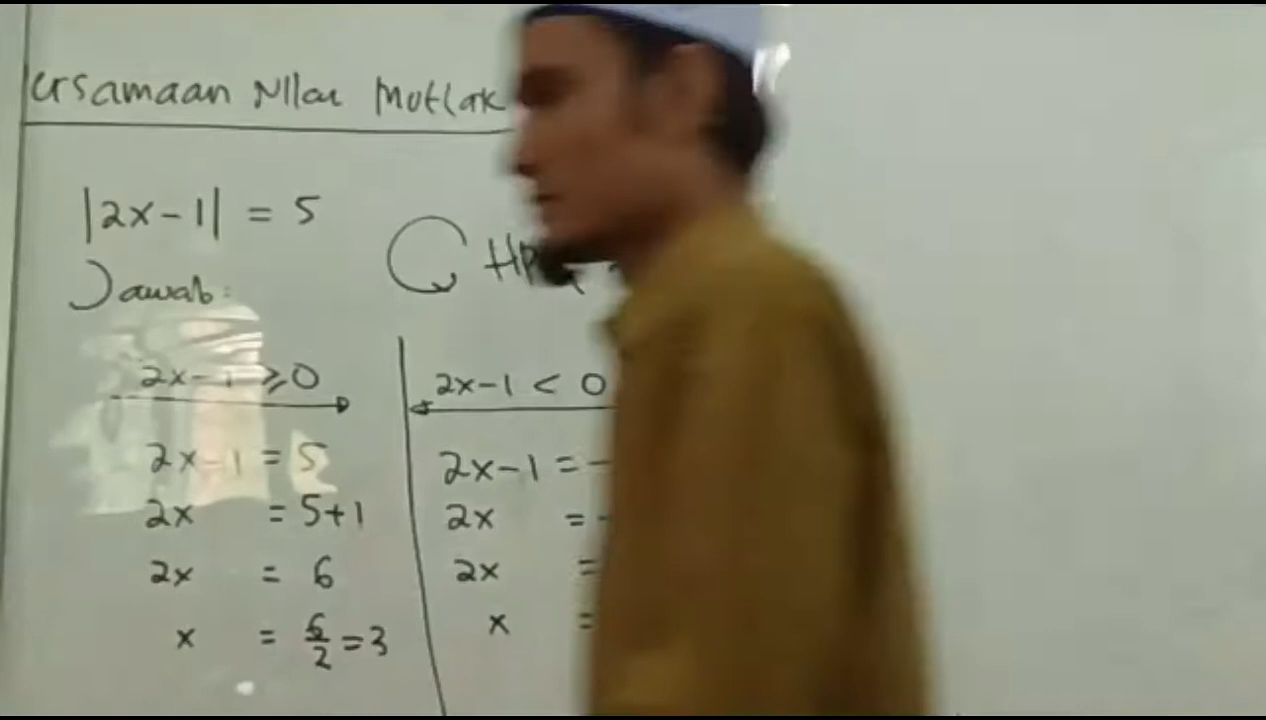 ersamaan Nilai Mutlak
|2x-1| = 5
HP
Jawab:
2x-1 ≥ 0
2x-1 = 5
2x = 5+1
2x = 6
x = 6/2 = 3
2x-1 < 0
2x-1 = -
2x = -
2x =
x =